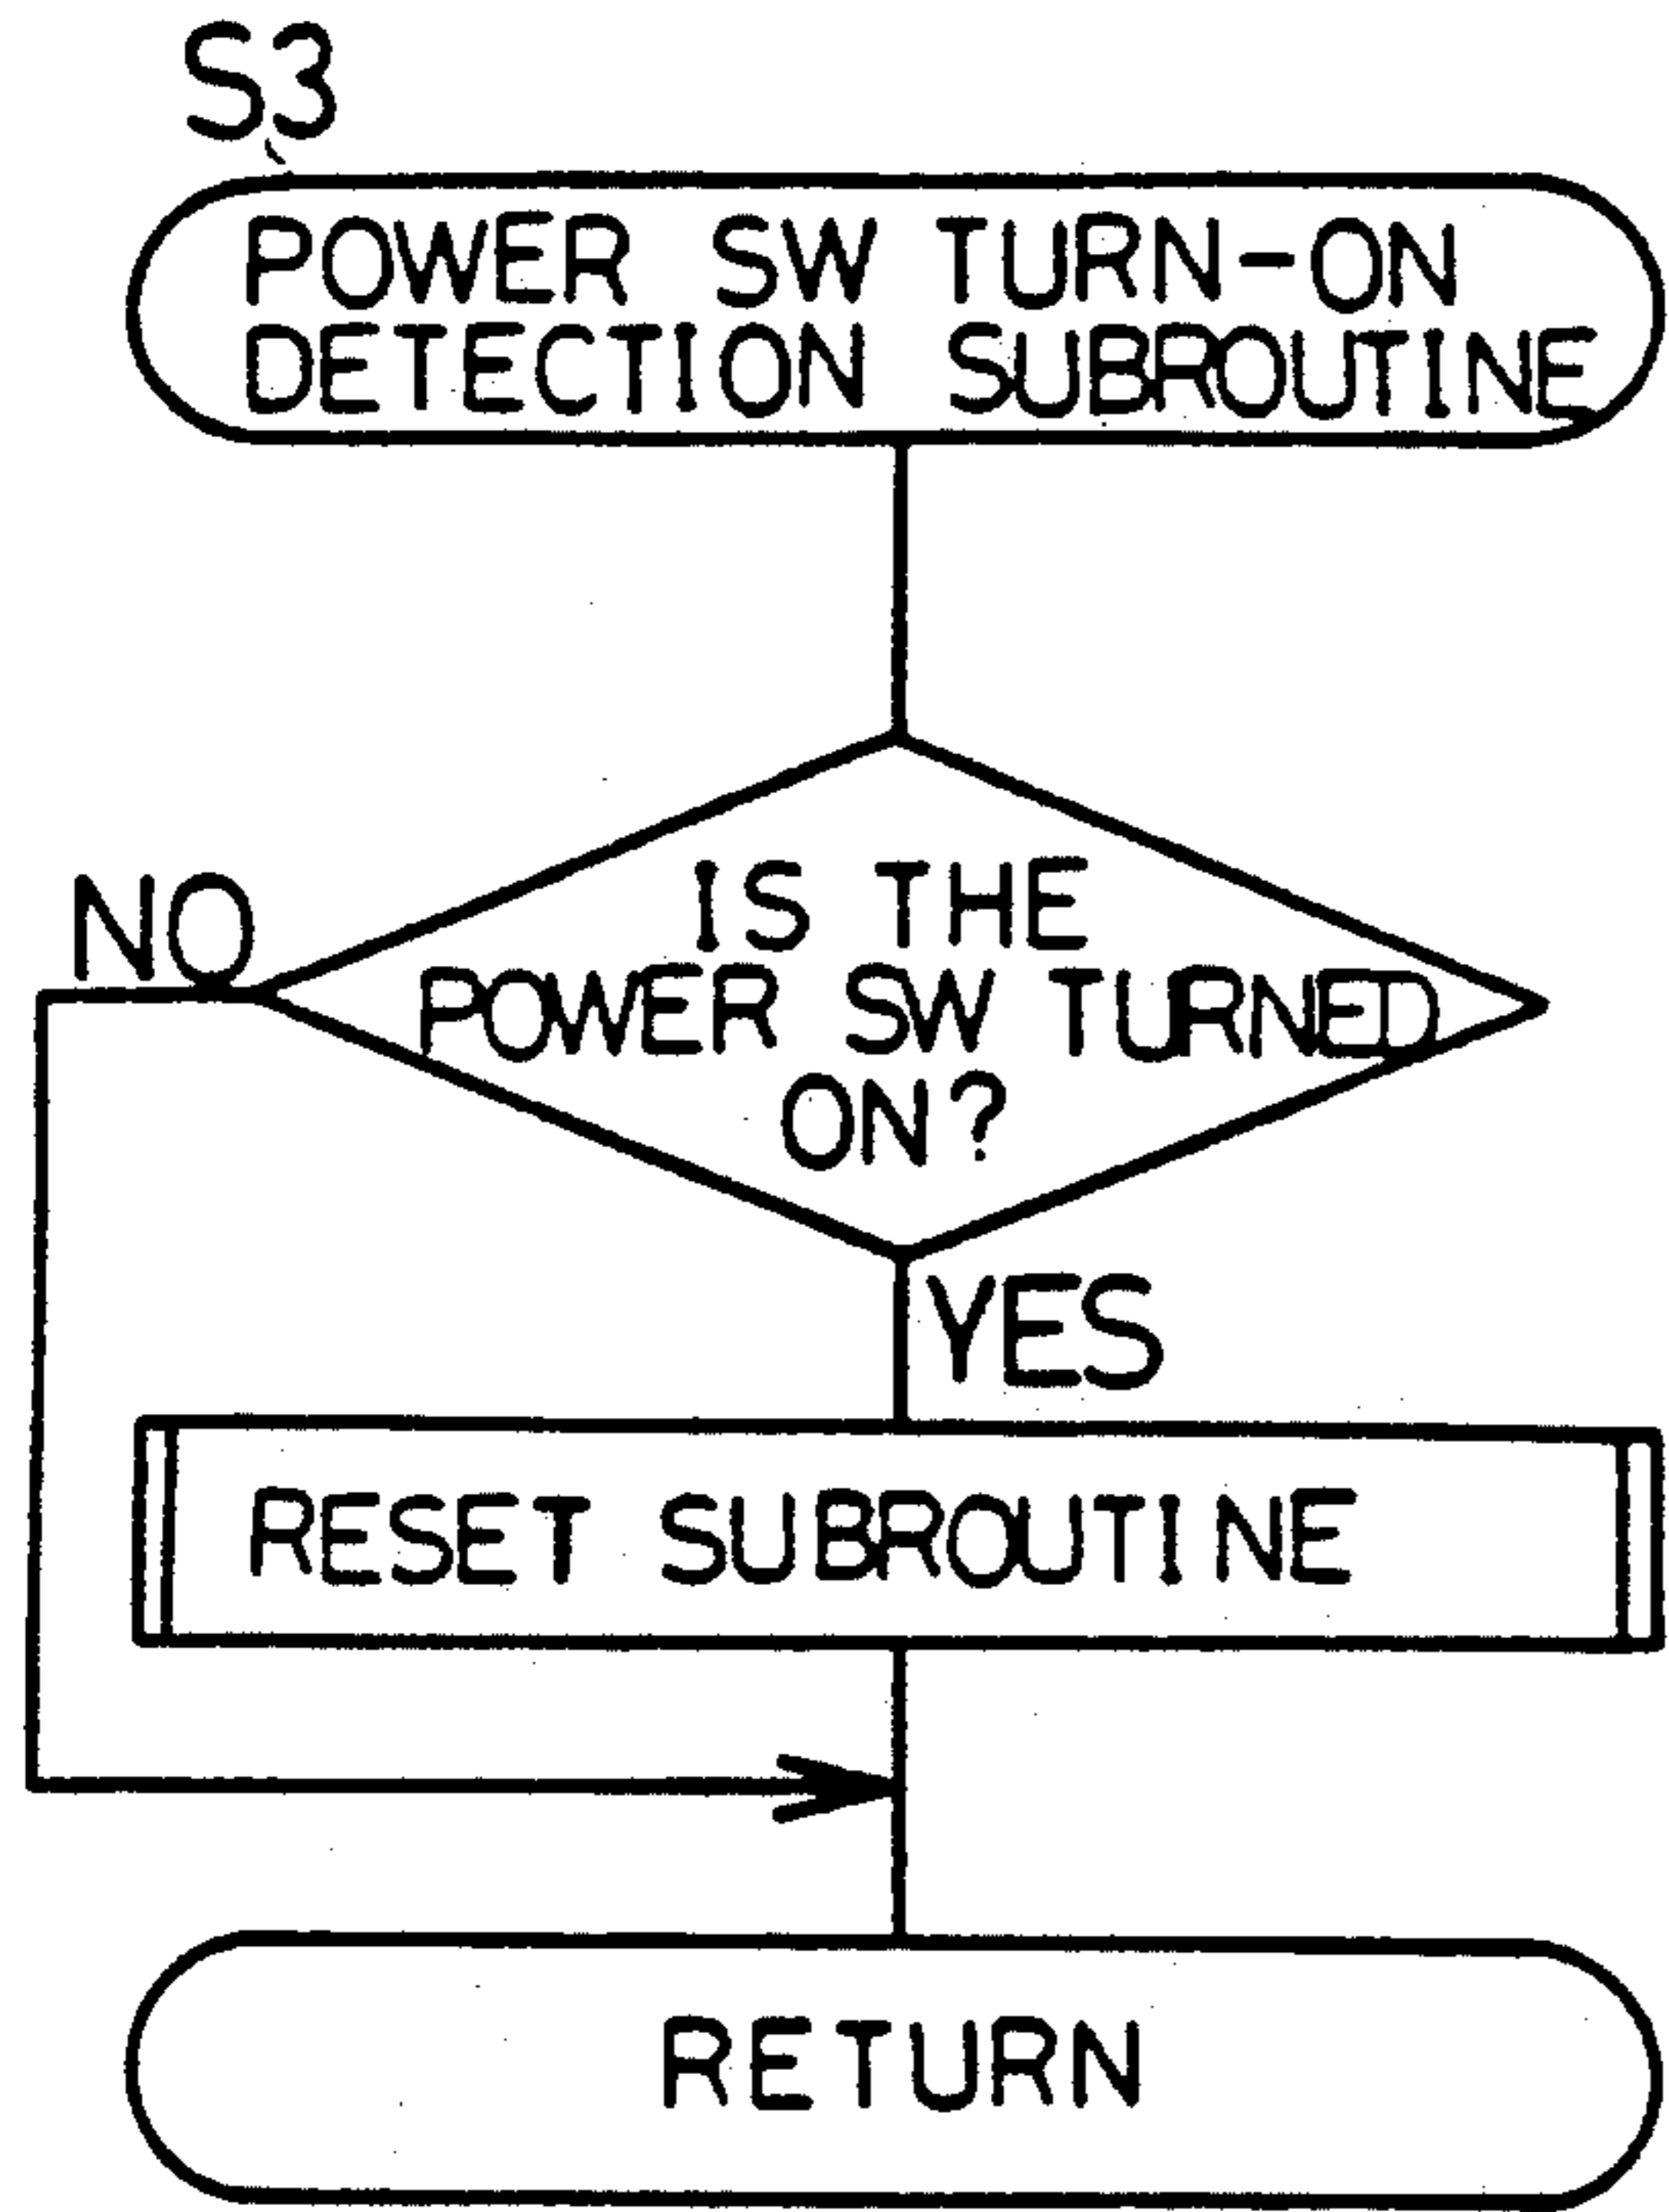 S3
POWER SW TURN-ON
DETECTION SUBROUTINE
IS THE
NO
POWER SW TURNED
ON?
YES
RESET SUBROUTINE
RETURN